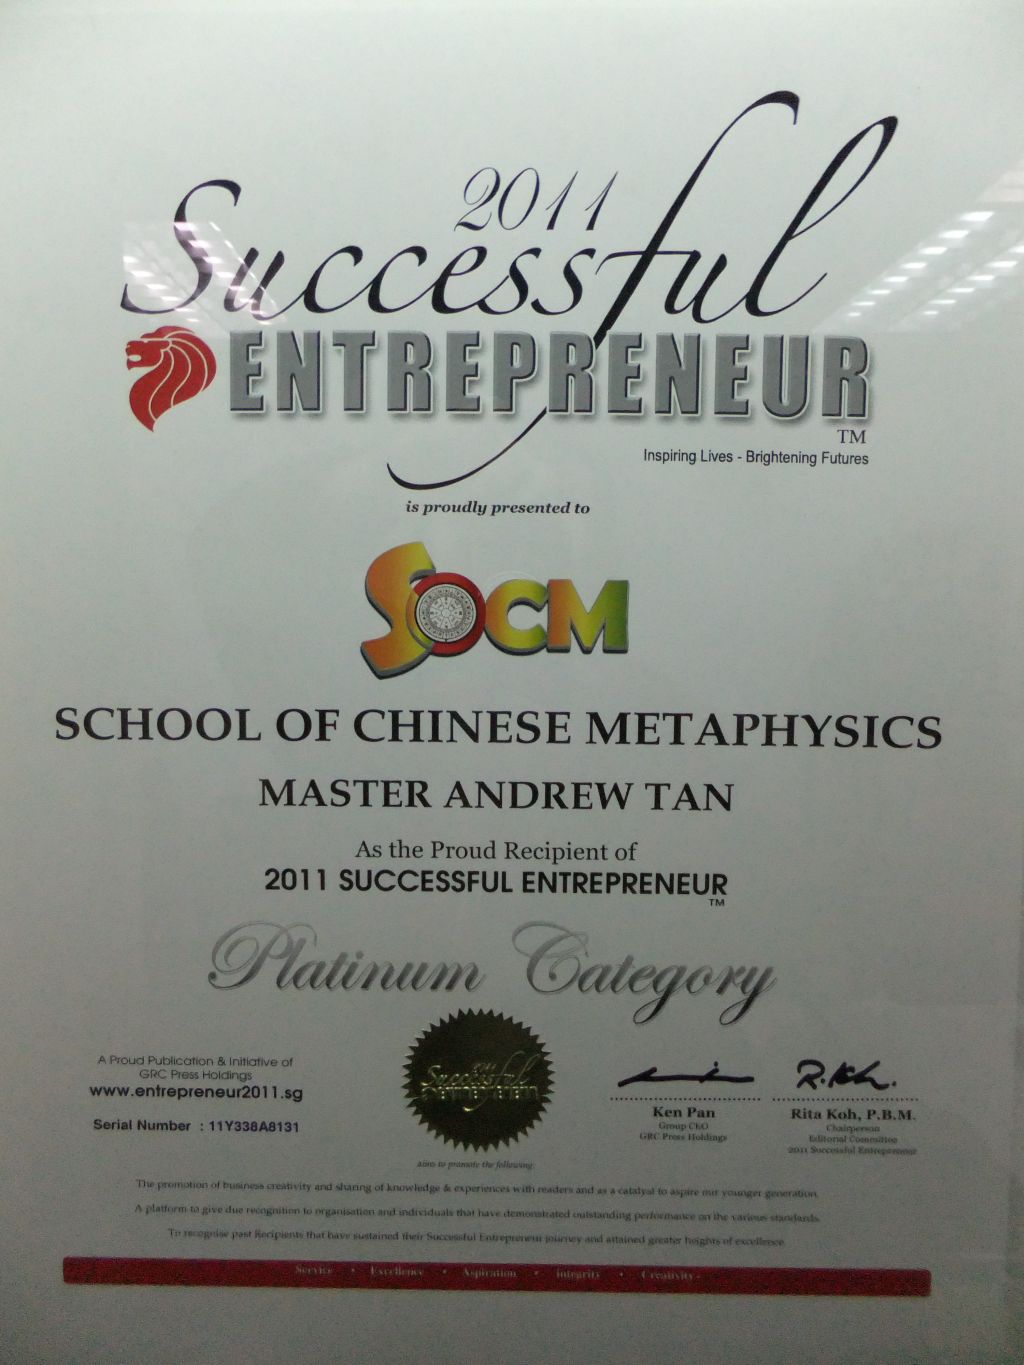 2011
Successful
ENTREPRENEUR
TM
Inspiring Lives - Brightening Futures
is proudly presented to
SOCM
SCHOOL OF CHINESE METAPHYSICS
MASTER ANDREW TAN
As the Proud Recipient of
2011 SUCCESSFUL ENTREPRENEUR
TM
Platinum Category
A Proud Publication & Initiative of
GRC Press Holdings
www.entrepreneur2011.sg
Serial Number : 11Y338A8131
2011
Successful
Entrepreneur
R. Koh.
Ken Pan
Group CEO
GRC Press Holdings
Rita Koh, P.B.M.
Chairperson
Editorial Committee
2011 Successful Entrepreneur
aims to promote the following:
The promotion of business creativity and sharing of knowledge & experiences with readers and as a catalyst to aspire our younger generation.
A platform to give due recognition to organisation and individuals that have demonstrated outstanding performance on the various standards.
To recognise past Recipients that have sustained their Successful Entrepreneur journey and attained greater heights of excellence.
Service • Excellence • Aspiration • Integrity • Creativity